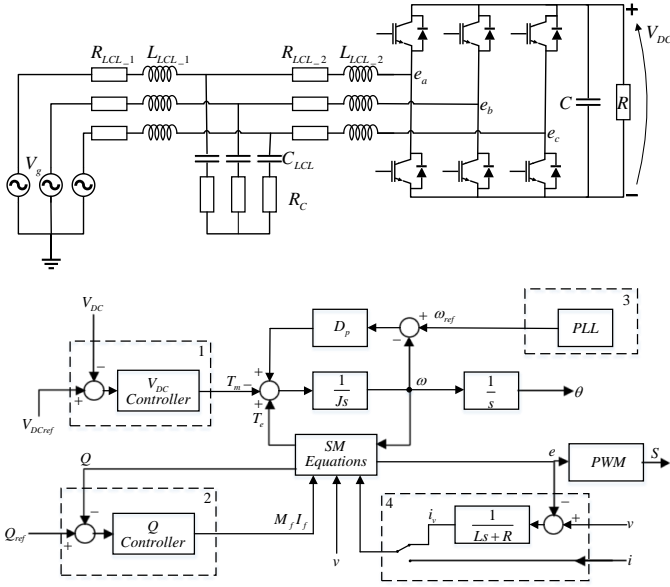 R_LCL_1 L_LCL_1 R_LCL_2 L_LCL_2 + V_DC
e_a
e_b C R
e_c
V_g C_LCL
R_C −
V_DC 3
1 D_p + ω_ref PLL
−
− V_DC Controller T_m − + 1/Js ω 1/s θ
+ + T_e
V_DCref
SM Equations
Q e PWM S
2 4 −
− Q Controller M_f I_f i_v 1/(Ls+R) + v
Q_ref +
v i